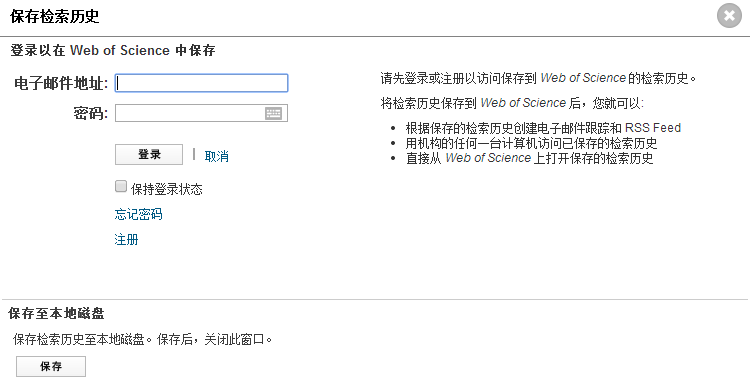 保存检索历史
登录以在 Web of Science 中保存
电子邮件地址:
密码:
登录 | 取消
保持登录状态
忘记密码
注册
请先登录或注册以访问保存到 Web of Science 的检索历史。
将检索历史保存到 Web of Science 后，您就可以:
• 根据保存的检索历史创建电子邮件跟踪和 RSS Feed
• 用机构的任何一台计算机访问已保存的检索历史
• 直接从 Web of Science 上打开保存的检索历史
保存至本地磁盘
保存检索历史至本地磁盘。保存后，关闭此窗口。
保存